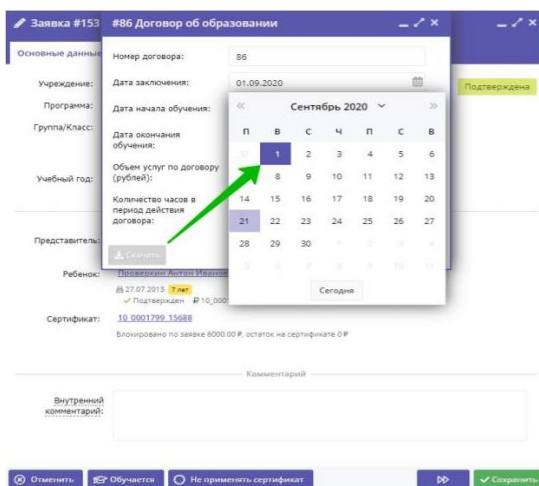 Заявка #153
#86 Договор об образовании
Основные данные
Номер договора: 86
Учреждение:
Дата заключения: 01.09.2020
Подтверждена
Программа:
Дата начала обучения:
Группа/Класс:
Дата окончания обучения:
Объем услуг по договору (рублей):
Учебный год:
Количество часов в период действия договора:
Скачать
« Сентябрь 2020 »
П В С Ч П С В
1 2 3 4 5 6
8 9 10 11 12 13
14 15 16 17 18 19 20
21 22 23 24 25 26 27
28 29 30
Сегодня
Представитель:
Ребенок: Проверкин Антон Иванов
27.07.2013 7 лет
Подтвержден
Сертификат: 10 0001799 15688
Блокировано по заявке 6000.00 ₽, остаток на сертификате 0 ₽
Комментарий
Внутренний комментарий:
Отменить Обучается Не применять сертификат Сохранить